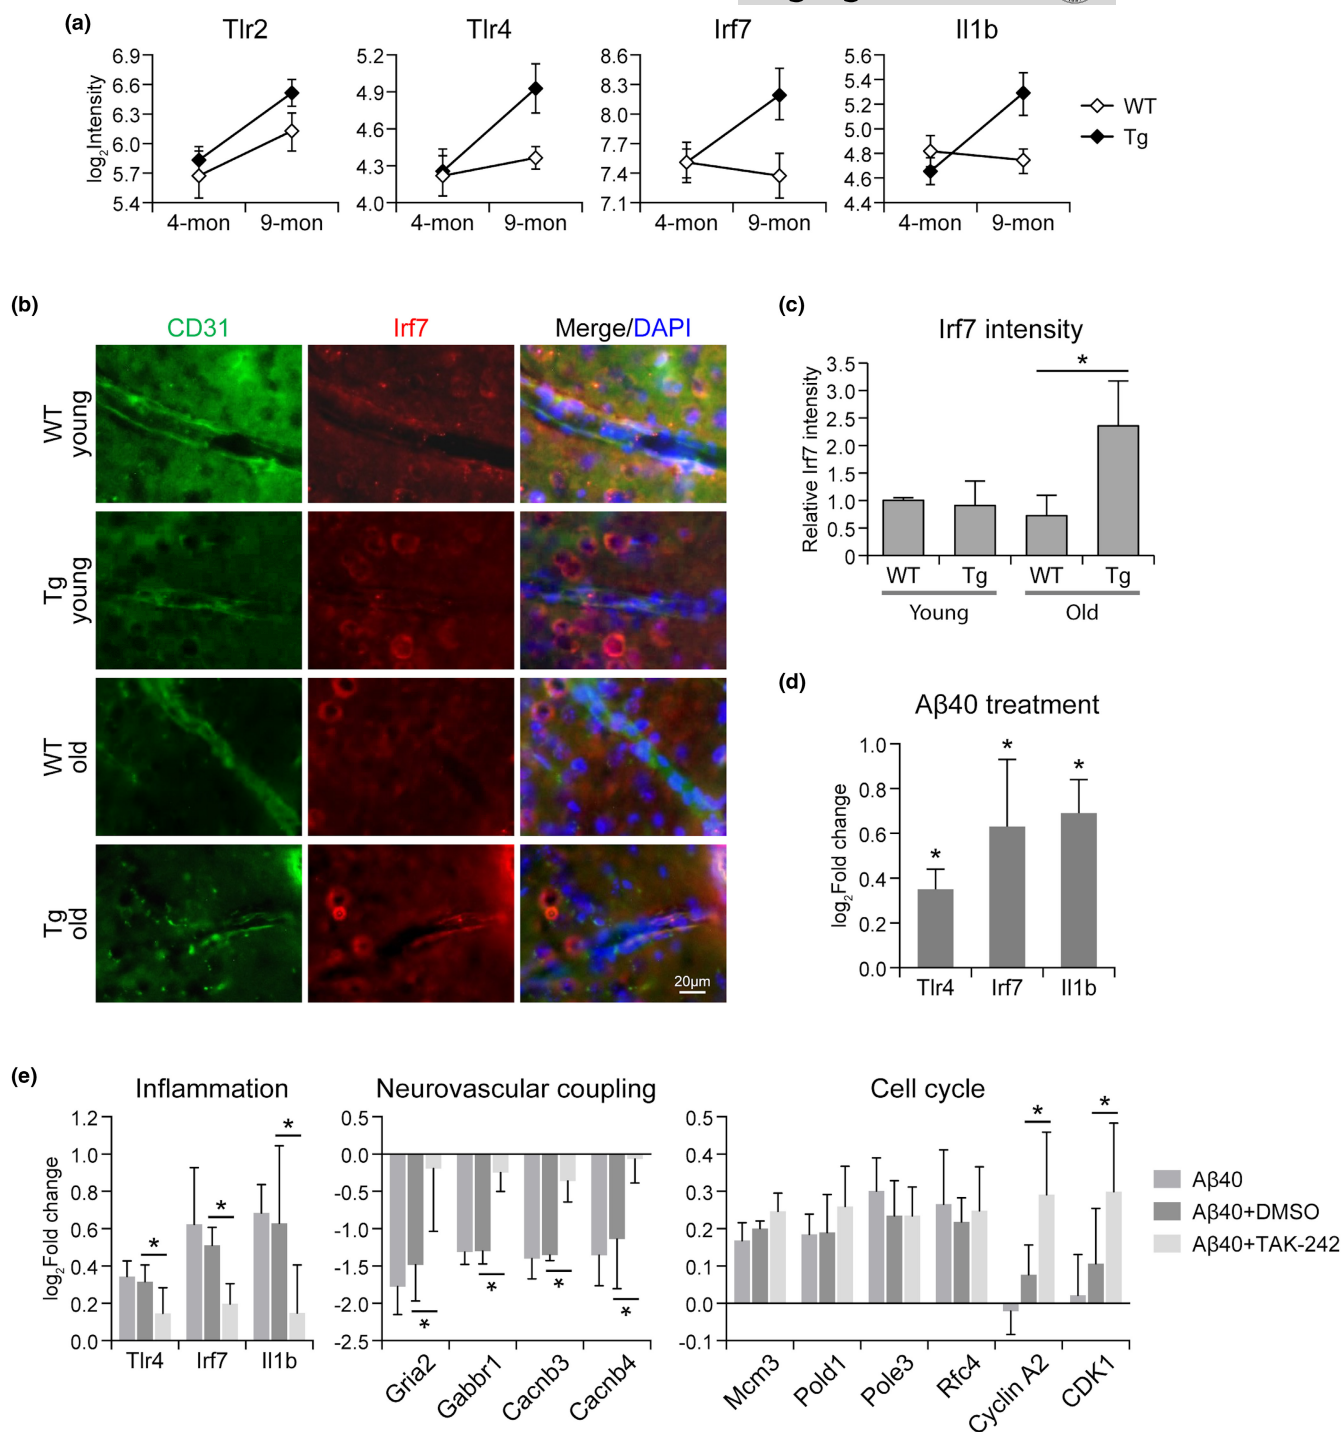 (a)
Tlr2 Tlr4 Irf7 Il1b
log2Intensity
6.9 6.6 6.3 6.0 5.7 5.4
5.2 4.9 4.6 4.3 4.0
8.6 8.3 8.0 7.7 7.4 7.1
5.6 5.4 5.2 5.0 4.8 4.6 4.4
4-mon 9-mon 4-mon 9-mon 4-mon 9-mon 4-mon 9-mon
WT
Tg
(b)
CD31 Irf7 Merge/DAPI
WT
young
Tg
young
WT
old
Tg
old
20µm
(c)
Irf7 intensity
Relative Irf7 intensity
3.5
3.0
2.5
2.0
1.5
1.0
0.5
0
*
WT Tg WT Tg
Young Old
(d)
Aβ40 treatment
log2Fold change
1.0
0.8
0.6
0.4
0.2
0.0
* * *
Tlr4 Irf7 Il1b
(e)
Inflammation
log2Fold change
1.2
1.0
0.8
0.6
0.4
0.2
0.0
* * *
Tlr4 Irf7 Il1b
Neurovascular coupling
0.5
0.0
-0.5
-1.0
-1.5
-2.0
-2.5
* * * *
Gria2 Gabbr1 Cacnb3 Cacnb4
Cell cycle
0.5
0.4
0.3
0.2
0.1
0.0
-0.1
* *
Mcm3 Pold1 Pole3 Rfc4 Cyclin A2 CDK1
Aβ40
Aβ40+DMSO
Aβ40+TAK-242